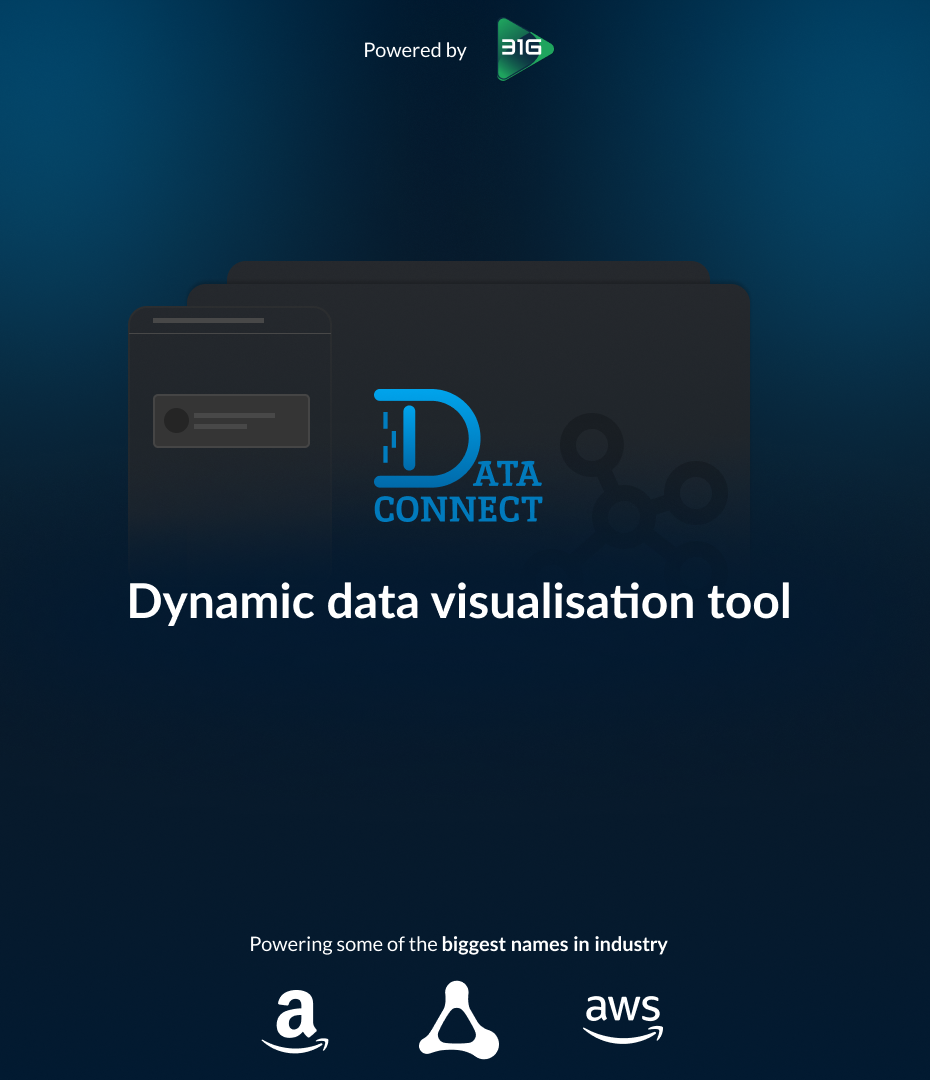 Powered by
31G
DATA
CONNECT
Dynamic data visualisation tool
Powering some of the biggest names in industry
a
aws